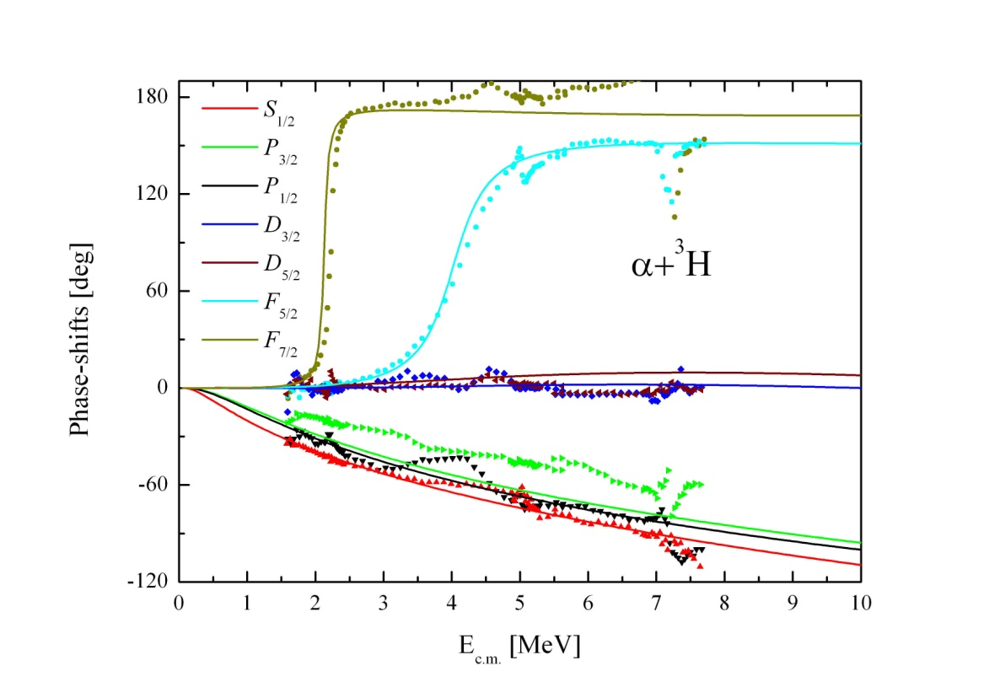 180
120
60
0
-60
-120
Phase-shifts [deg]
S1/2
P3/2
P1/2
D3/2
D5/2
F5/2
F7/2
α+³H
0 1 2 3 4 5 6 7 8 9 10
Ec.m. [MeV]